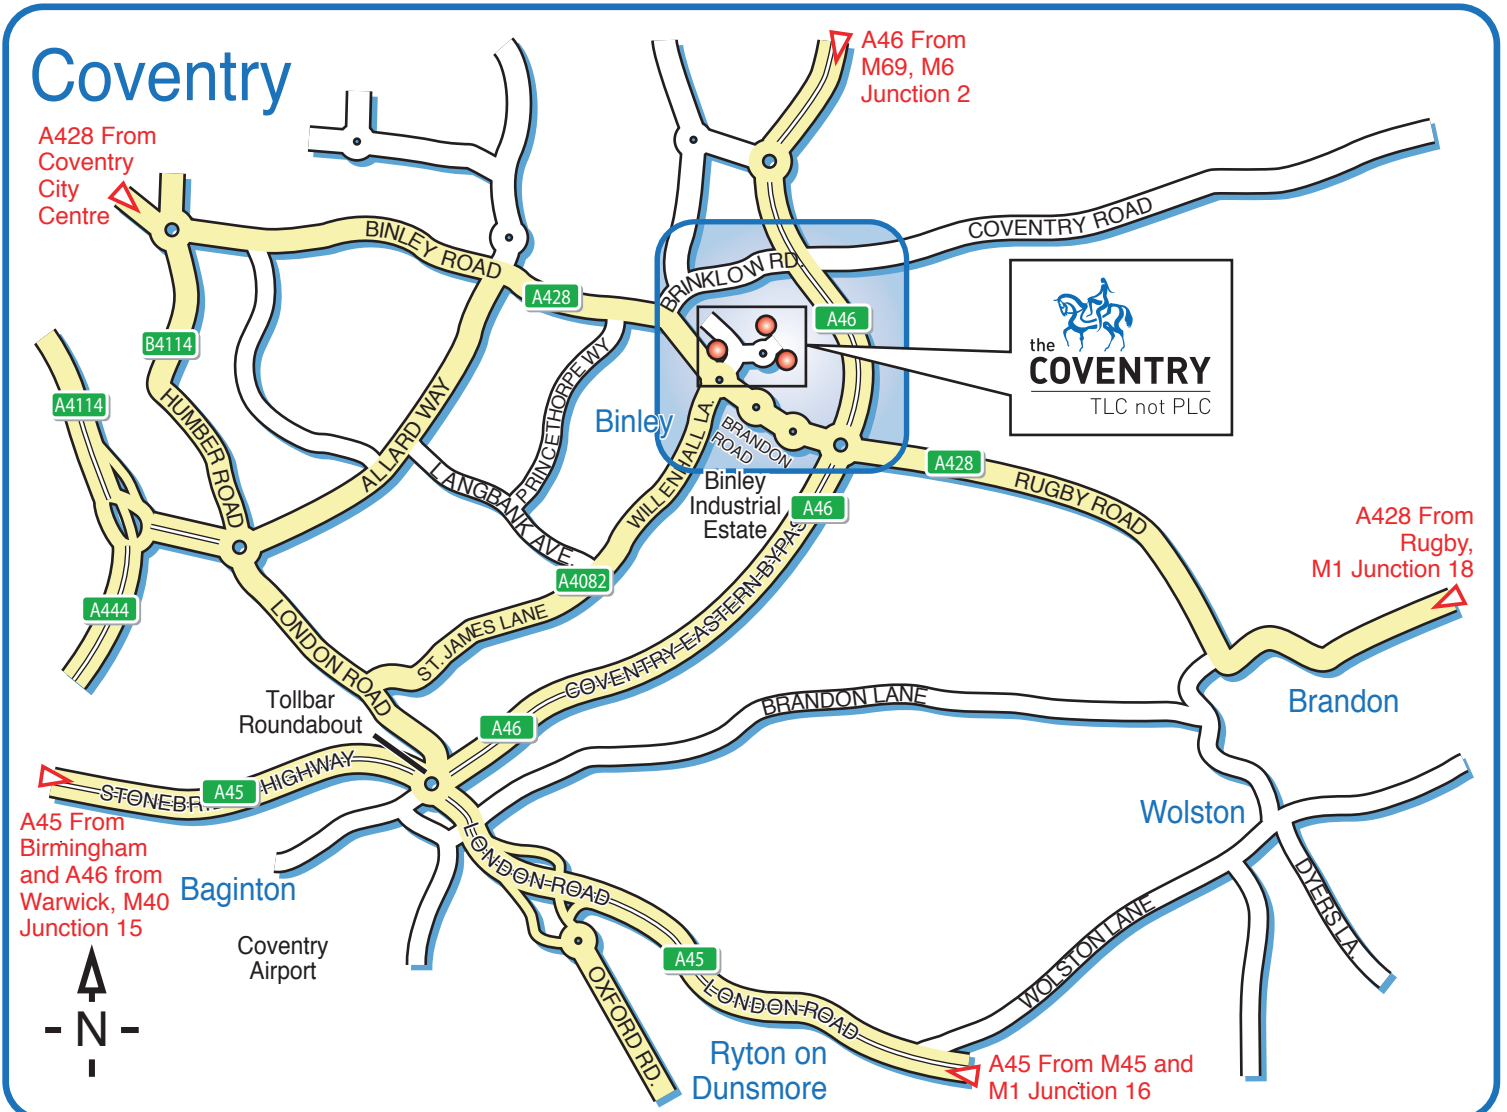 Coventry
A46 From
M69, M6
Junction 2
A428 From
Coventry
City
Centre
BINLEY ROAD
COVENTRY ROAD
BRINKLOW RD.
A428
A46
B4114
the
COVENTRY
TLC not PLC
A4114
HUMBER ROAD
ALLARD WAY
PRINCETHORPE WY
Binley
WILLENHALL LA.
BRANDON
ROAD
LANGBANK AVE.
Binley
Industrial
Estate
A46
A428
RUGBY ROAD
A428 From
Rugby,
M1 Junction 18
A4082
A444
LONDON ROAD
ST. JAMES LANE
COVENTRY EASTERN BYPAS
Tollbar
Roundabout
A46
BRANDON LANE
Brandon
STONEBRI
A45
HIGHWAY
A45 From
Birmingham
and A46 from
Warwick, M40
Junction 15
Baginton
Wolston
LONDON ROAD
DYERS LA.
Coventry
Airport
A45
WOLSTON LANE
OXFORD RD.
LONDON ROAD
N
Ryton on
Dunsmore
A45 From M45 and
M1 Junction 16